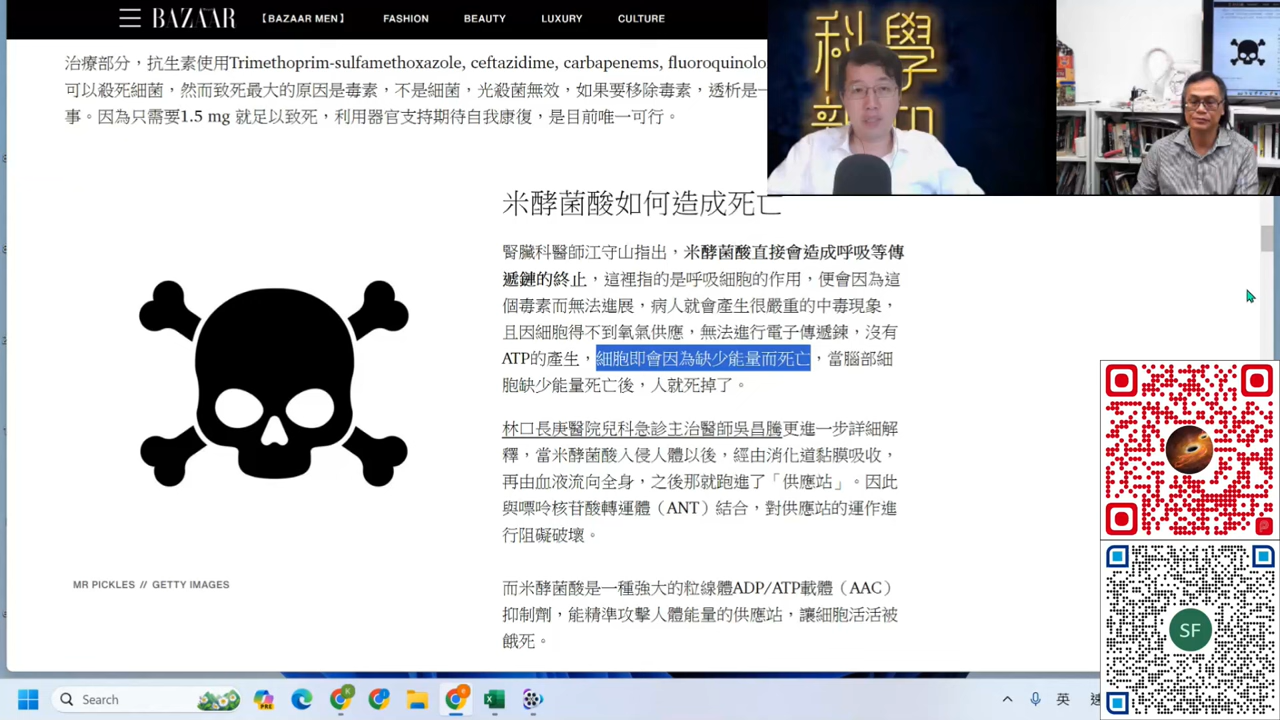 BAZAAR
【BAZAAR MEN】
FASHION
BEAUTY
LUXURY
CULTURE
治療部分，抗生素使用Trimethoprim-sulfamethoxazole, ceftazidime, carbapenems, fluoroquinolo
可以殺死細菌，然而致死最大的原因是毒素，不是細菌，光殺菌無效，如果要移除毒素，透析是一
事。因為只需要1.5 mg 就足以致死，利用器官支持期待自我康復，是目前唯一可行。
科學
米酵菌酸如何造成死亡
腎臟科醫師江守山指出，米酵菌酸直接會造成呼吸等傳
遞鏈的終止，這裡指的是呼吸細胞的作用，便會因為這
個毒素而無法進展，病人就會產生很嚴重的中毒現象，
且因細胞得不到氧氣供應，無法進行電子傳遞鍊，沒有
ATP的產生，細胞即會因為缺少能量而死亡，當腦部細
胞缺少能量死亡後，人就死掉了。
林口長庚醫院兒科急診主治醫師吳昌騰更進一步詳細解
釋，當米酵菌酸入侵人體以後，經由消化道黏膜吸收，
再由血液流向全身，之後那就跑進了「供應站」。因此
與嘌呤核苷酸轉運體（ANT）結合，對供應站的運作進
行阻礙破壞。
而米酵菌酸是一種強大的粒線體ADP/ATP載體（AAC）
抑制劑，能精準攻擊人體能量的供應站，讓細胞活活被
餓死。
MR PICKLES // GETTY IMAGES
SF
Search
英